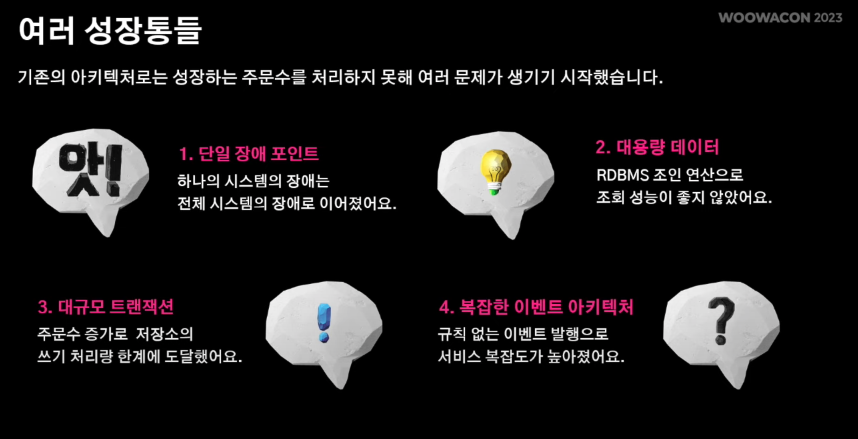 WOOWACON 2023
여러 성장통들
기존의 아키텍처로는 성장하는 주문수를 처리하지 못해 여러 문제가 생기기 시작했습니다.
앗!
1. 단일 장애 포인트
하나의 시스템의 장애는
전체 시스템의 장애로 이어졌어요.
2. 대용량 데이터
RDBMS 조인 연산으로
조회 성능이 좋지 않았어요.
3. 대규모 트랜잭션
주문수 증가로 저장소의
쓰기 처리량 한계에 도달했어요.
!
4. 복잡한 이벤트 아키텍처
규칙 없는 이벤트 발행으로
서비스 복잡도가 높아졌어요.
?